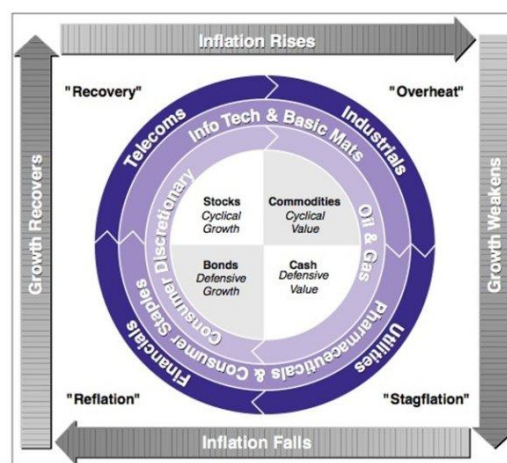 Inflation Rises
"Recovery"
"Overheat"
Growth Recovers
Growth Weakens
Telecoms
Info Tech & Basic Mats
Industrials
Consumer Discretionary
Oil & Gas
Stocks
Cyclical
Growth
Commodities
Cyclical
Value
Bonds
Defensive
Growth
Cash
Defensive
Value
Financials
Pharmaceuticals & Consumer Staples
Utilities
"Reflation"
"Stagflation"
Inflation Falls